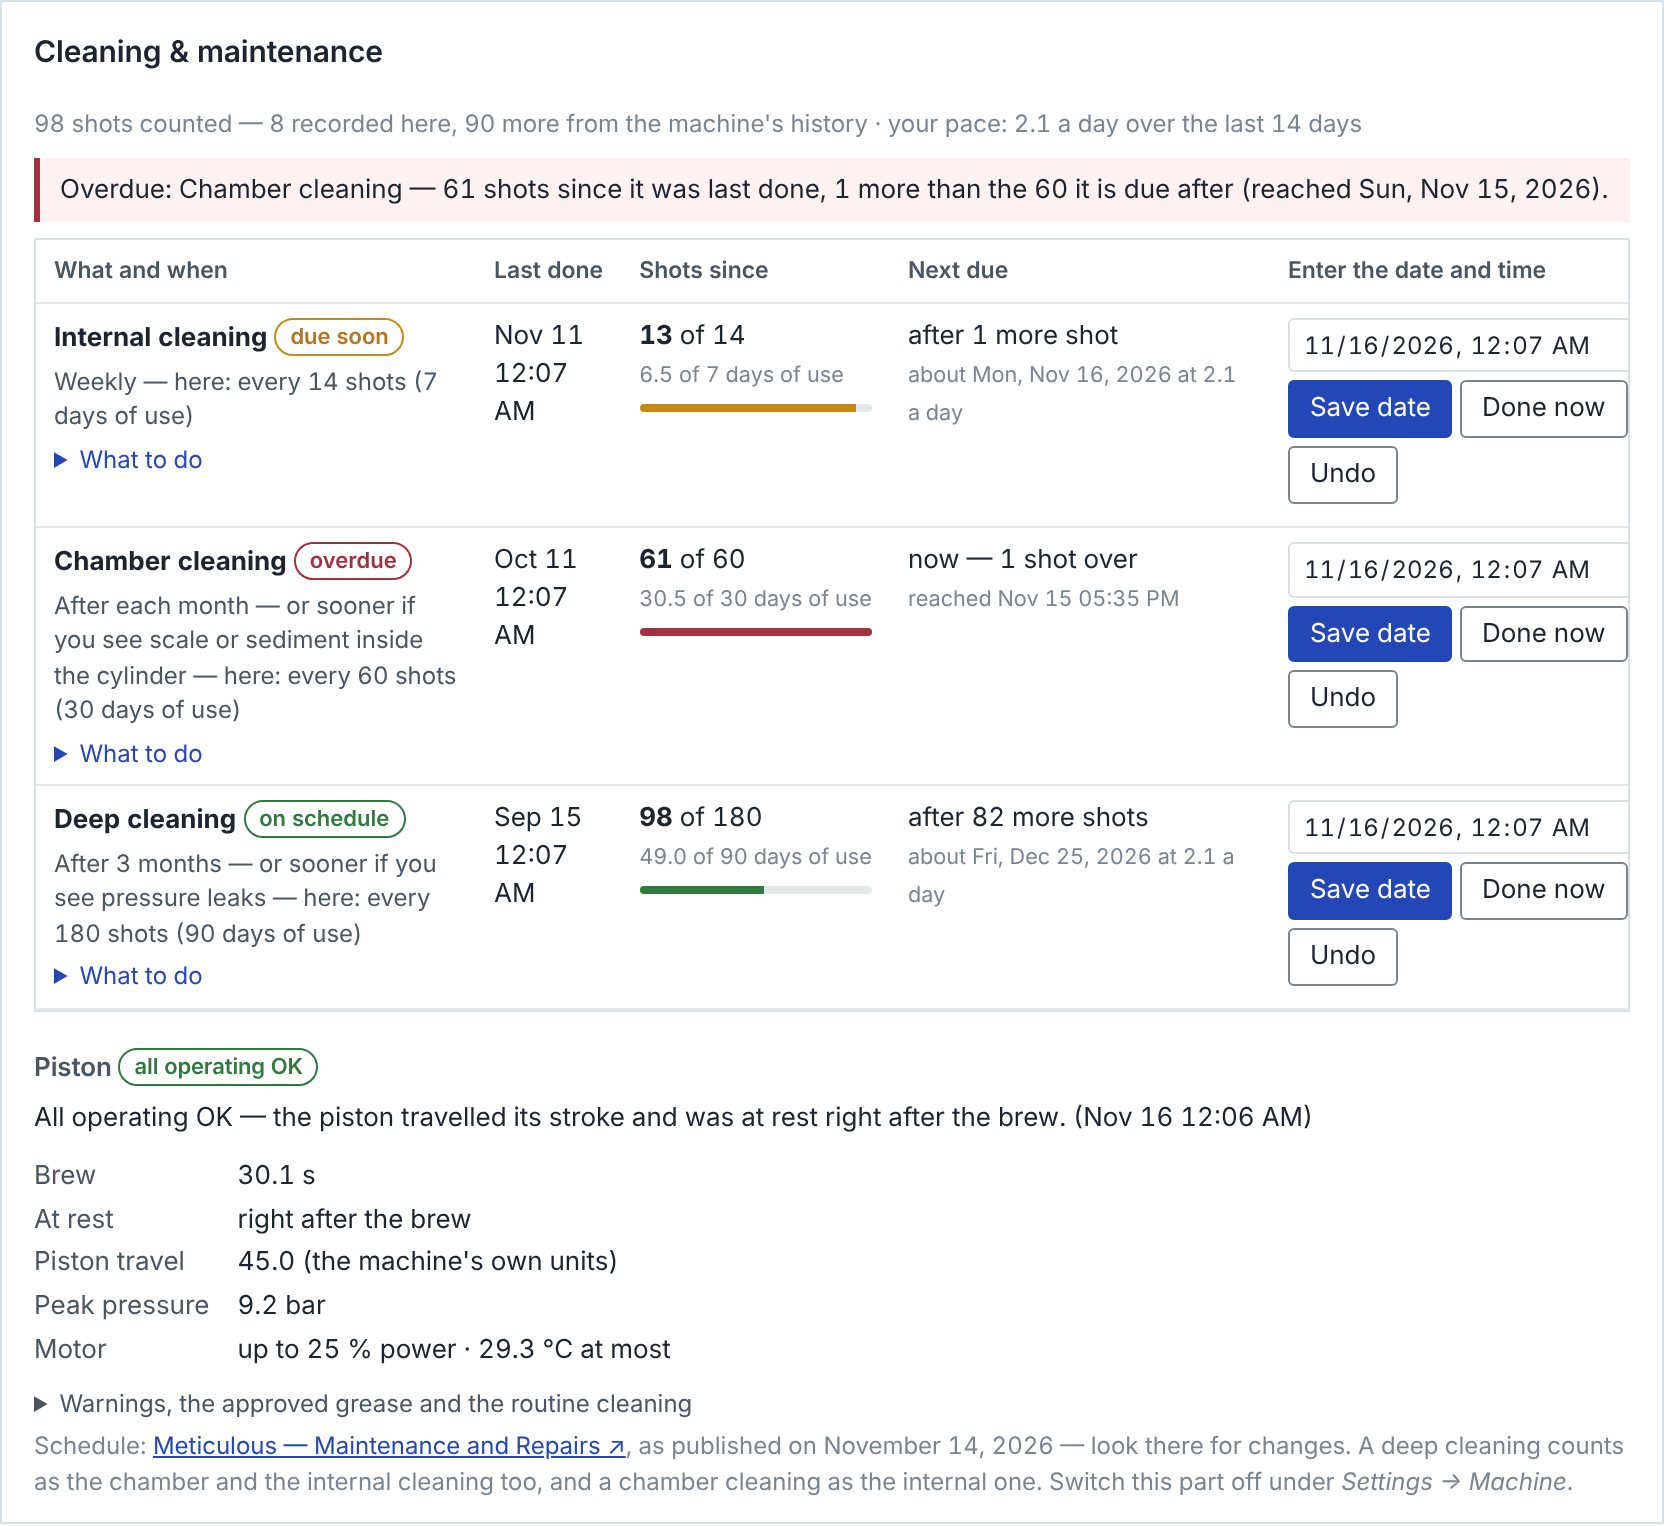 Cleaning & maintenance
98 shots counted — 8 recorded here, 90 more from the machine's history · your pace: 2.1 a day over the last 14 days
Overdue: Chamber cleaning — 61 shots since it was last done, 1 more than the 60 it is due after (reached Sun, Nov 15, 2026).
What and when Last done Shots since Next due Enter the date and time
Internal cleaning due soon
Weekly — here: every 14 shots (7
days of use)
▶ What to do
Nov 11
12:07
AM
13 of 14
6.5 of 7 days of use
after 1 more shot
about Mon, Nov 16, 2026 at 2.1
a day
11/16/2026, 12:07 AM
Save date Done now
Undo
Chamber cleaning overdue
After each month — or sooner if
you see scale or sediment inside
the cylinder — here: every 60 shots
(30 days of use)
▶ What to do
Oct 11
12:07
AM
61 of 60
30.5 of 30 days of use
now — 1 shot over
reached Nov 15 05:35 PM
11/16/2026, 12:07 AM
Save date Done now
Undo
Deep cleaning on schedule
After 3 months — or sooner if you
see pressure leaks — here: every
180 shots (90 days of use)
▶ What to do
Sep 15
12:07
AM
98 of 180
49.0 of 90 days of use
after 82 more shots
about Fri, Dec 25, 2026 at 2.1 a
day
11/16/2026, 12:07 AM
Save date Done now
Undo
Piston all operating OK
All operating OK — the piston travelled its stroke and was at rest right after the brew. (Nov 16 12:06 AM)
Brew 30.1 s
At rest right after the brew
Piston travel 45.0 (the machine's own units)
Peak pressure 9.2 bar
Motor up to 25 % power · 29.3 °C at most
▶ Warnings, the approved grease and the routine cleaning
Schedule: Meticulous — Maintenance and Repairs ↗, as published on November 14, 2026 — look there for changes. A deep cleaning counts
as the chamber and the internal cleaning too, and a chamber cleaning as the internal one. Switch this part off under Settings → Machine.